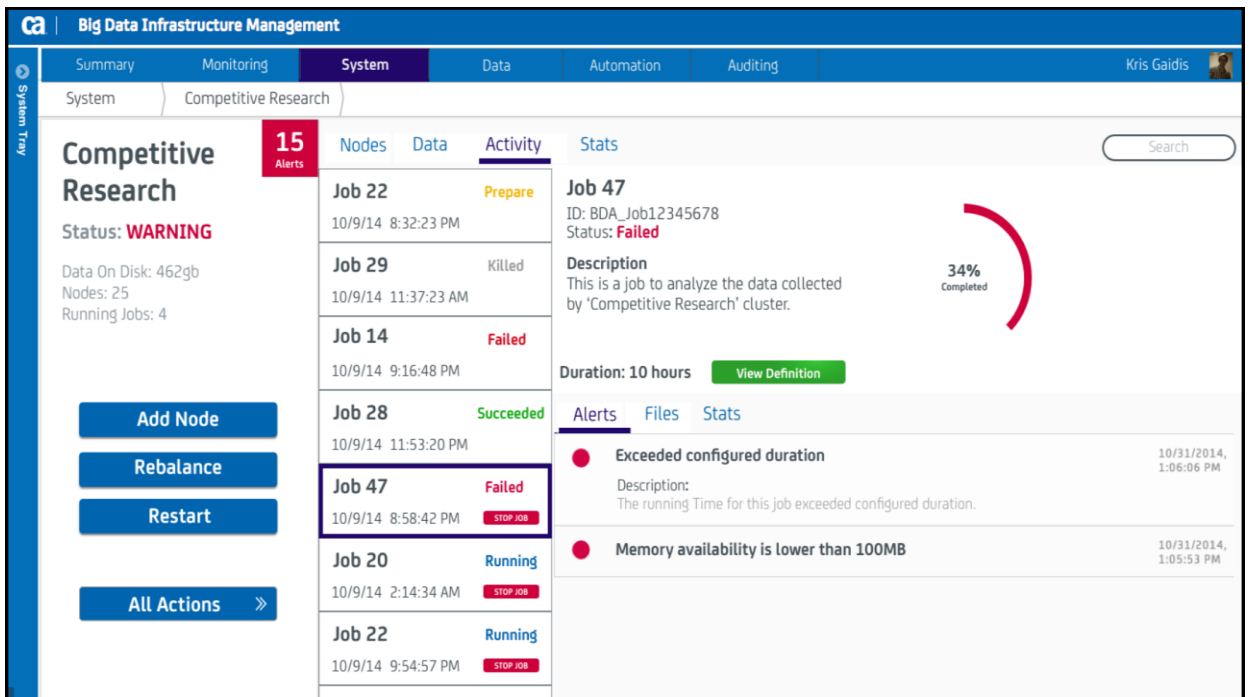 ca Big Data Infrastructure Management
Summary Monitoring System Data Automation Auditing Kris Gaidis
System Tray
System Competitive Research
Competitive
Research
15
Alerts
Status: WARNING
Data On Disk: 462gb
Nodes: 25
Running Jobs: 4
Add Node
Rebalance
Restart
All Actions »
Nodes Data Activity Stats
Search
Job 22 Prepare
10/9/14 8:32:23 PM
Job 29 Killed
10/9/14 11:37:23 AM
Job 14 Failed
10/9/14 9:16:48 PM
Job 28 Succeeded
10/9/14 11:53:20 PM
Job 47 Failed
10/9/14 8:58:42 PM STOP JOB
Job 20 Running
10/9/14 2:14:34 AM STOP JOB
Job 22 Running
10/9/14 9:54:57 PM STOP JOB
Job 47
ID: BDA_Job12345678
Status: Failed
Description
This is a job to analyze the data collected
by ‘Competitive Research’ cluster.
34%
Completed
Duration: 10 hours View Definition
Alerts Files Stats
Exceeded configured duration
10/31/2014,
1:06:06 PM
Description:
The running Time for this job exceeded configured duration.
Memory availability is lower than 100MB
10/31/2014,
1:05:53 PM